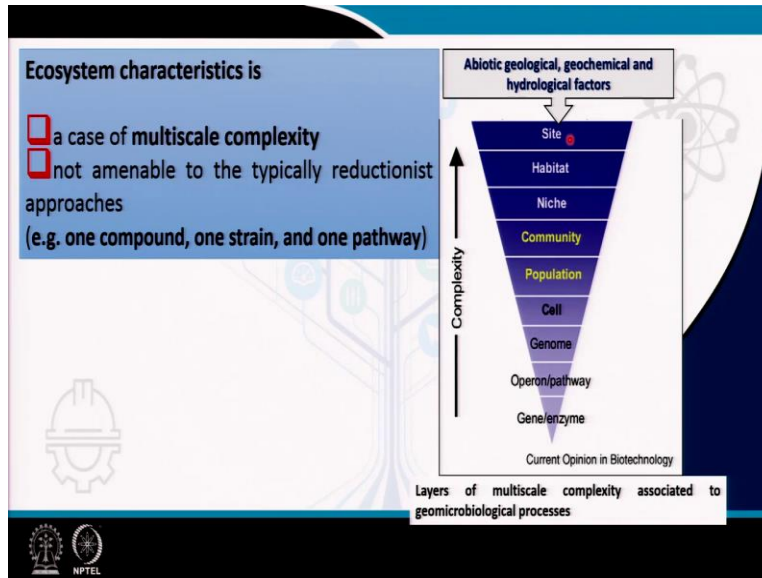 Ecosystem characteristics is
a case of multiscale complexity
not amenable to the typically reductionist
approaches
(e.g. one compound, one strain, and one pathway)
Abiotic geological, geochemical and
hydrological factors
Site
Habitat
Niche
Community
Population
Cell
Genome
Operon/pathway
Gene/enzyme
Complexity
Current Opinion in Biotechnology
Layers of multiscale complexity associated to
geomicrobiological processes
NPTEL